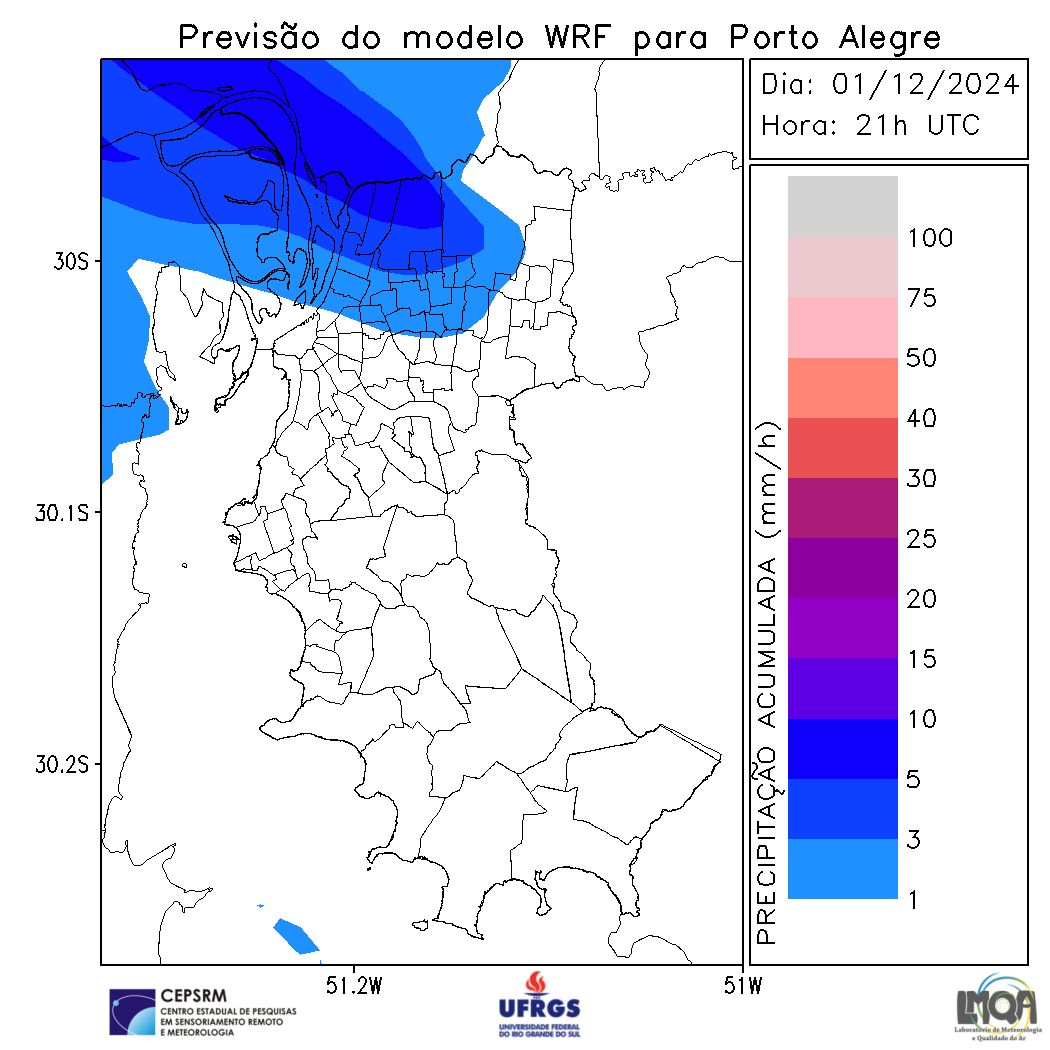 Previsão do modelo WRF para Porto Alegre
Dia: 01/12/2024
Hora: 21h UTC
30S
30.1S
30.2S
51.2W
51W
PRECIPITAÇÃO ACUMULADA (mm/h)
100
75
50
40
30
25
20
15
10
5
3
1
CEPSRM
CENTRO ESTADUAL DE PESQUISAS
EM SENSORIAMENTO REMOTO
E METEOROLOGIA
UFRGS
UNIVERSIDADE FEDERAL
DO RIO GRANDE DO SUL
LMQA
Laboratório de Meteorologia
e Qualidade do Ar